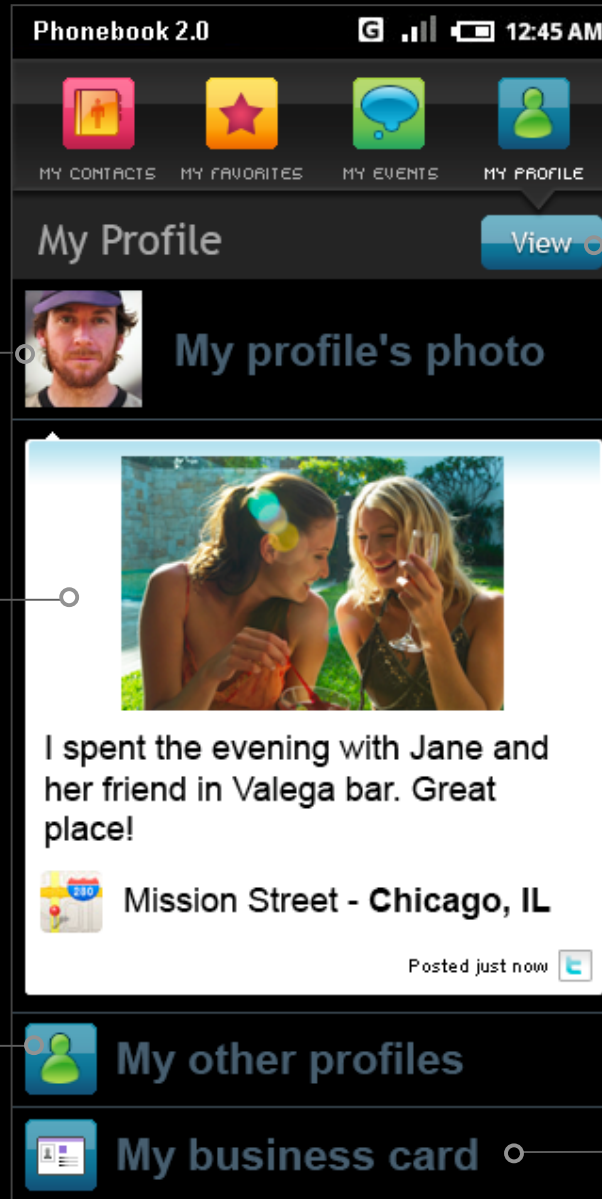 Phonebook 2.0
G
12:45 AM
MY CONTACTS
MY FAVORITES
MY EVENTS
MY PROFILE
My Profile
View
My profile's photo
I spent the evening with Jane and
her friend in Valega bar. Great
place!
280
Mission Street - Chicago, IL
Posted just now
t
My other profiles
My business card